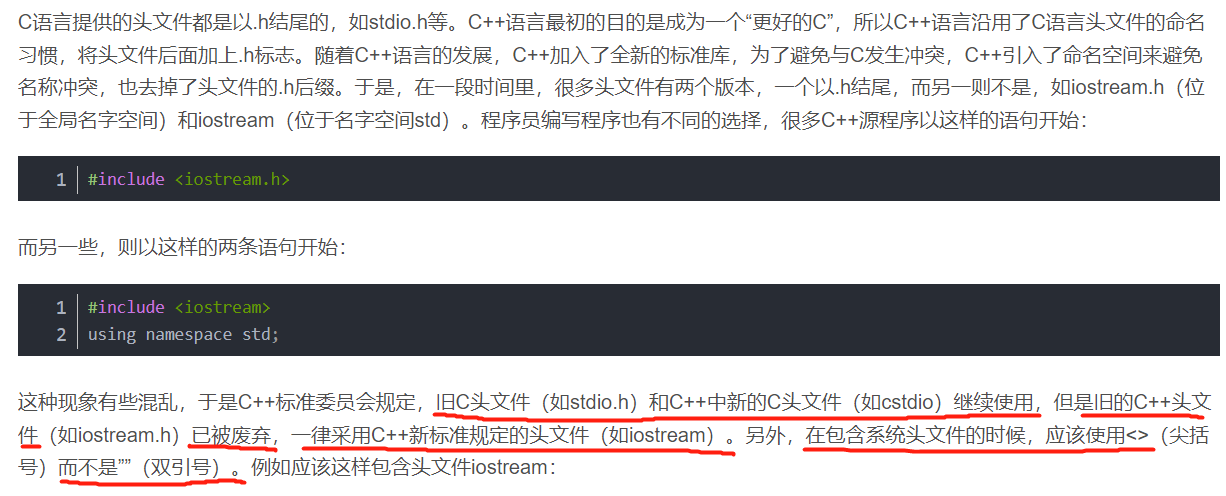 C语言提供的头文件都是以.h结尾的，如stdio.h等。C++语言最初的目的是成为一个“更好的C”，所以C++语言沿用了C语言头文件的命名
习惯，将头文件后面加上.h标志。随着C++语言的发展，C++加入了全新的标准库，为了避免与C发生冲突，C++引入了命名空间来避免
名称冲突，也去掉了头文件的.h后缀。于是，在一段时间里，很多头文件有两个版本，一个以.h结尾，而另一则不是，如iostream.h（位
于全局名字空间）和iostream（位于名字空间std）。程序员编写程序也有不同的选择，很多C++源程序以这样的语句开始：
1 #include <iostream.h>
而另一些，则以这样的两条语句开始：
1 #include <iostream>
2 using namespace std;
这种现象有些混乱，于是C++标准委员会规定，旧C头文件（如stdio.h）和C++中新的C头文件（如cstdio）继续使用，但是旧的C++头文
件（如iostream.h）已被废弃，一律采用C++新标准规定的头文件（如iostream）。另外，在包含系统头文件的时候，应该使用<>（尖括
号）而不是””（双引号）。例如应该这样包含头文件iostream：